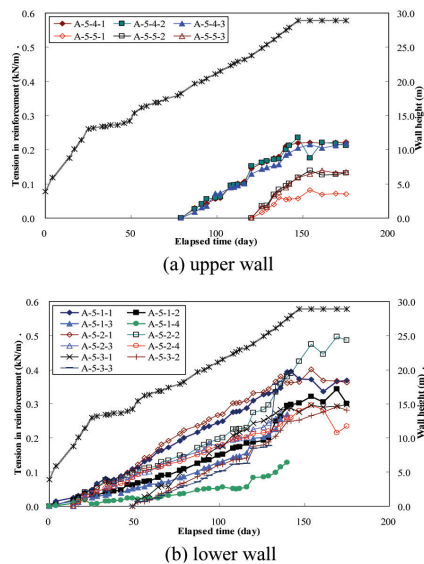 0.6
0.5
0.4
0.3
0.2
0.1
0.0
Tension in reinforcement (kN/m)
A-5-4-1 A-5-4-2 A-5-4-3
A-5-5-1 A-5-5-2 A-5-5-3
30.0
25.0
20.0
15.0
10.0
5.0
0.0
Wall height (m)
0 50 100 150 200
Elapsed time (day)
(a) upper wall
0.6
0.5
0.4
0.3
0.2
0.1
0
Tension in reinforcement (kN/m) .
A-5-1-1 A-5-1-2
A-5-1-3 A-5-1-4
A-5-2-1 A-5-2-2
A-5-2-3 A-5-2-4
A-5-3-1 A-5-3-2
A-5-3-3
30.0
25.0
20.0
15.0
10.0
5.0
0.0
Wall height (m) .
0 50 100 150 200
Elapsed time (day)
(b) lower wall